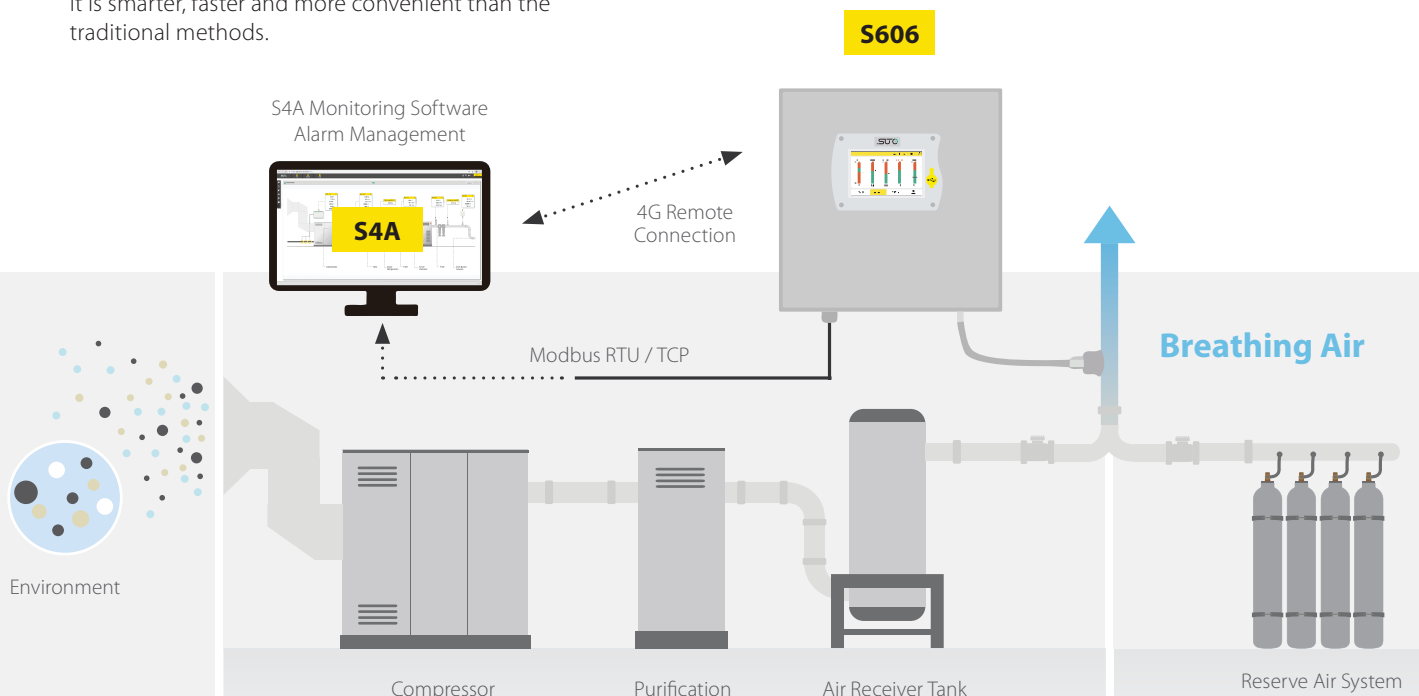 It is smarter, faster and more convenient than the
traditional methods.
S606
S4A Monitoring Software
Alarm Management
SUTO
S4A
4G Remote
Connection
Modbus RTU / TCP
Breathing Air
Environment
Compressor
Purification
Air Receiver Tank
Reserve Air System